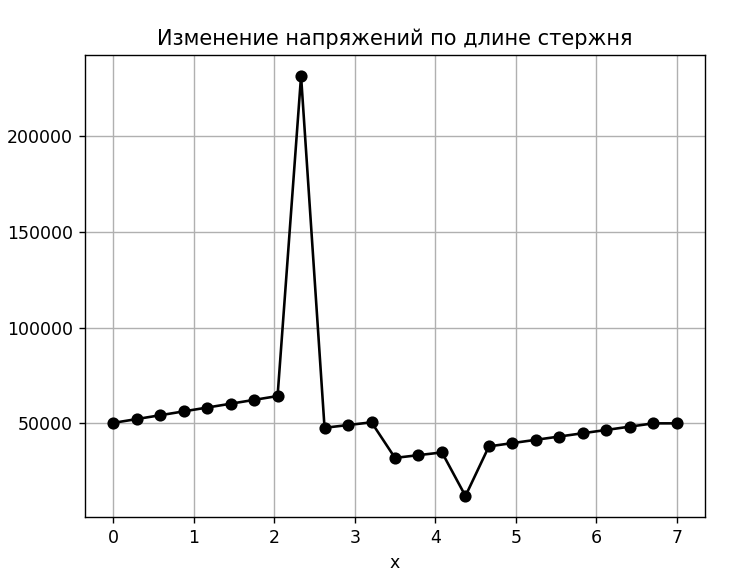 Изменение напряжений по длине стержня
200000
150000
100000
50000
0 1 2 3 4 5 6 7
x